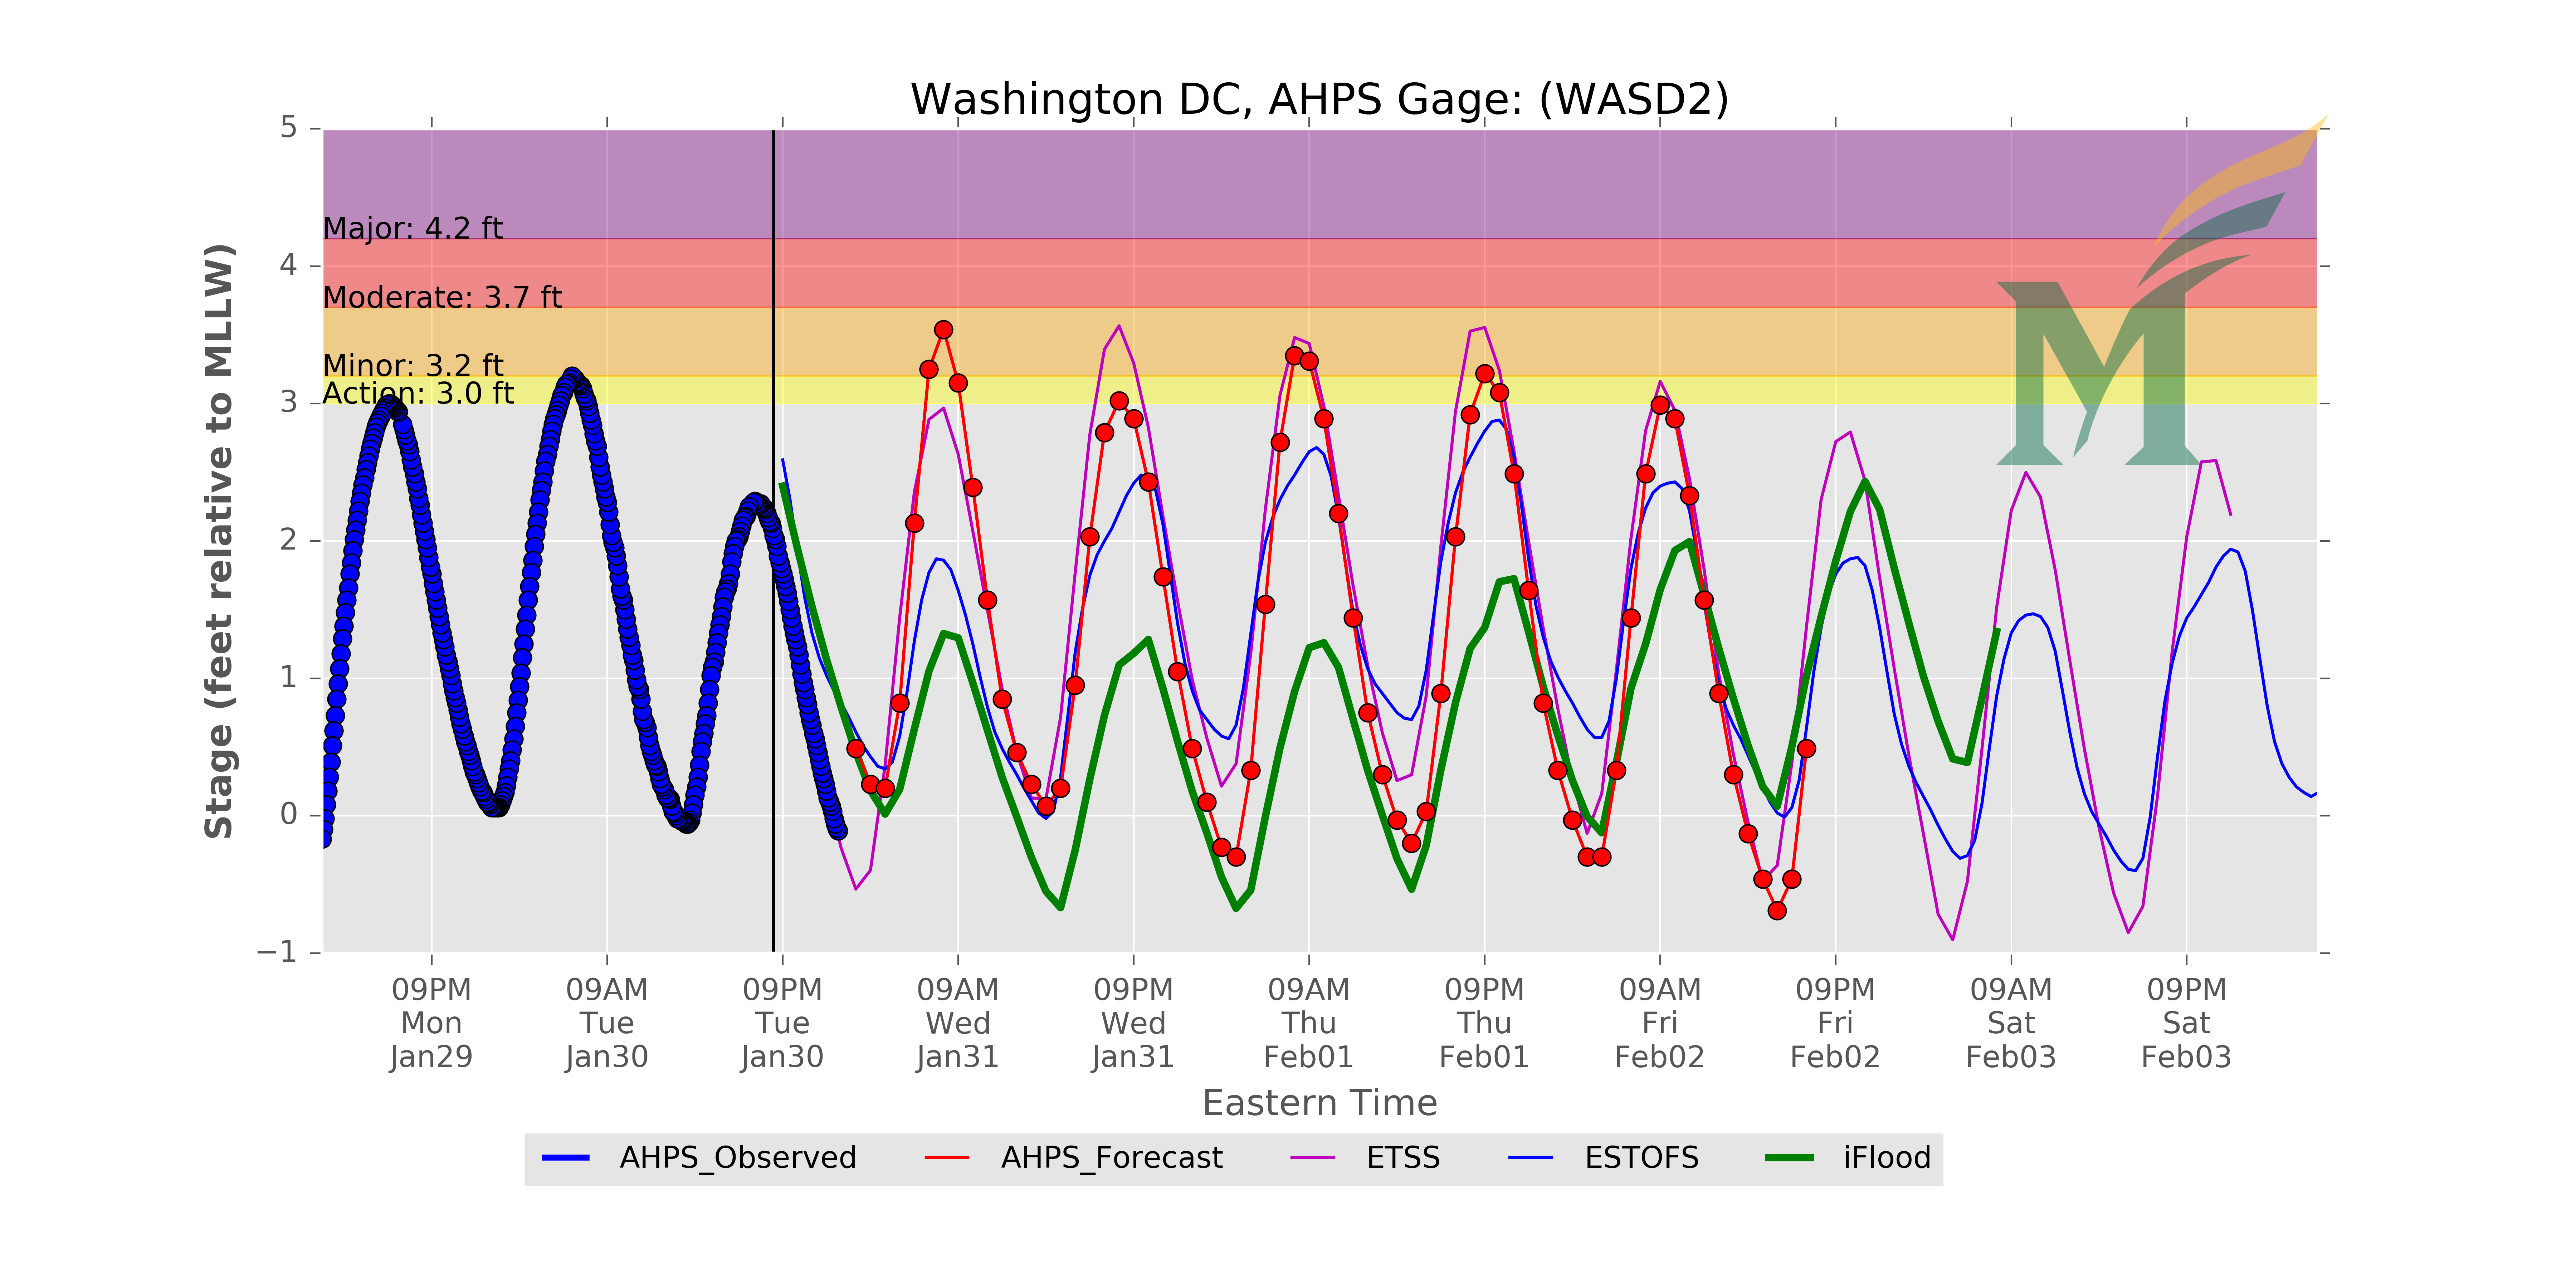 Washington DC, AHPS Gage: (WASD2)
Stage (feet relative to MLLW)
5
4
3
2
1
0
−1
Major: 4.2 ft
Moderate: 3.7 ft
Minor: 3.2 ft
Action: 3.0 ft
09PM 09AM 09PM 09AM 09PM 09AM 09PM 09AM 09PM 09AM 09PM
Mon Tue Tue Wed Wed Thu Thu Fri Fri Sat Sat
Jan29 Jan30 Jan30 Jan31 Jan31 Feb01 Feb01 Feb02 Feb02 Feb03 Feb03
Eastern Time
AHPS_Observed AHPS_Forecast ETSS ESTOFS iFlood
M